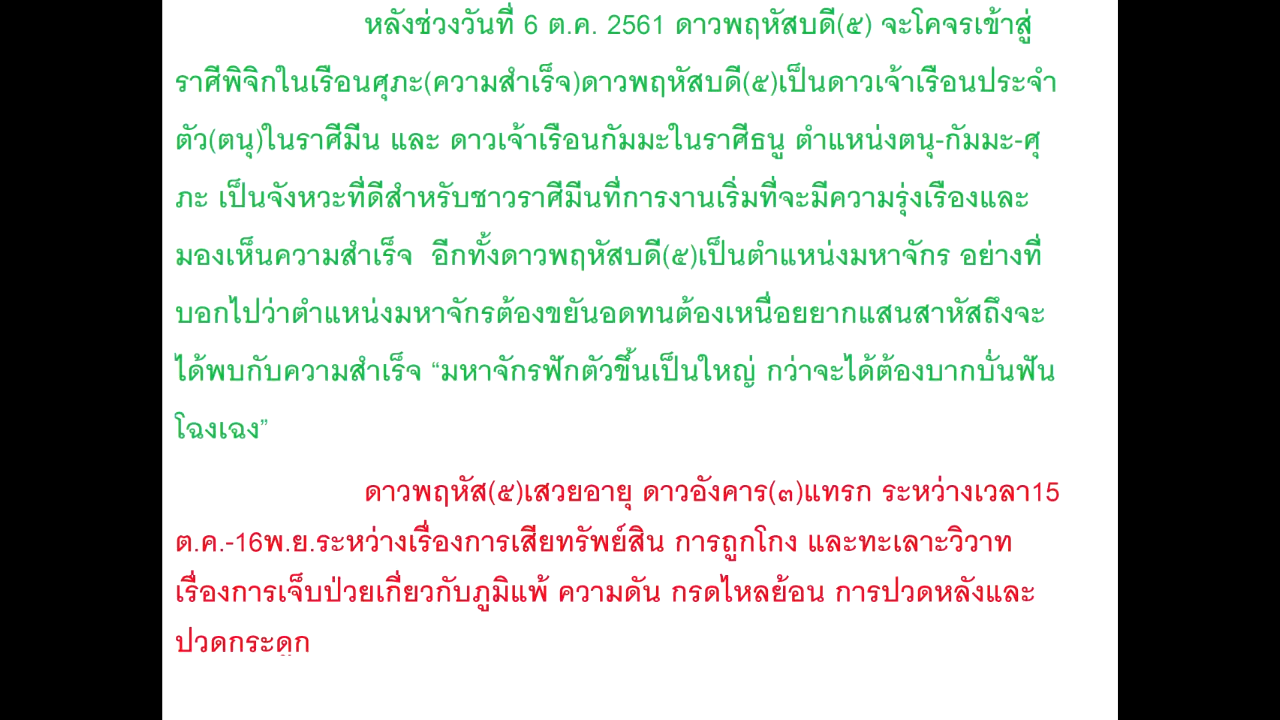 หลังช่วงวันที่ 6 ต.ค. 2561 ดาวพฤหัสบดี(๕) จะโคจรเข้าสู่
ราศีพิจิกในเรือนศุภะ(ความสำเร็จ)ดาวพฤหัสบดี(๕)เป็นดาวเจ้าเรือนประจำ
ตัว(ตนุ)ในราศีมีน และ ดาวเจ้าเรือนกัมมะในราศีธนู ตำแหน่งตนุ-กัมมะ-ศุ
ภะ เป็นจังหวะที่ดีสำหรับชาวราศีมีนที่การงานเริ่มที่จะมีความรุ่งเรืองและ
มองเห็นความสำเร็จ  อีกทั้งดาวพฤหัสบดี(๕)เป็นตำแหน่งมหาจักร อย่างที่
บอกไปว่าตำแหน่งมหาจักรต้องขยันอดทนต้องเหนื่อยยากแสนสาหัสถึงจะ
ได้พบกับความสำเร็จ “มหาจักรฟักตัวขึ้นเป็นใหญ่ กว่าจะได้ต้องบากบั่นฟัน
โฉงเฉง”
ดาวพฤหัส(๕)เสวยอายุ ดาวอังคาร(๓)แทรก ระหว่างเวลา15
ต.ค.-16พ.ย.ระหว่างเรื่องการเสียทรัพย์สิน การถูกโกง และทะเลาะวิวาท
เรื่องการเจ็บป่วยเกี่ยวกับภูมิแพ้ ความดัน กรดไหลย้อน การปวดหลังและ
ปวดกระดูก